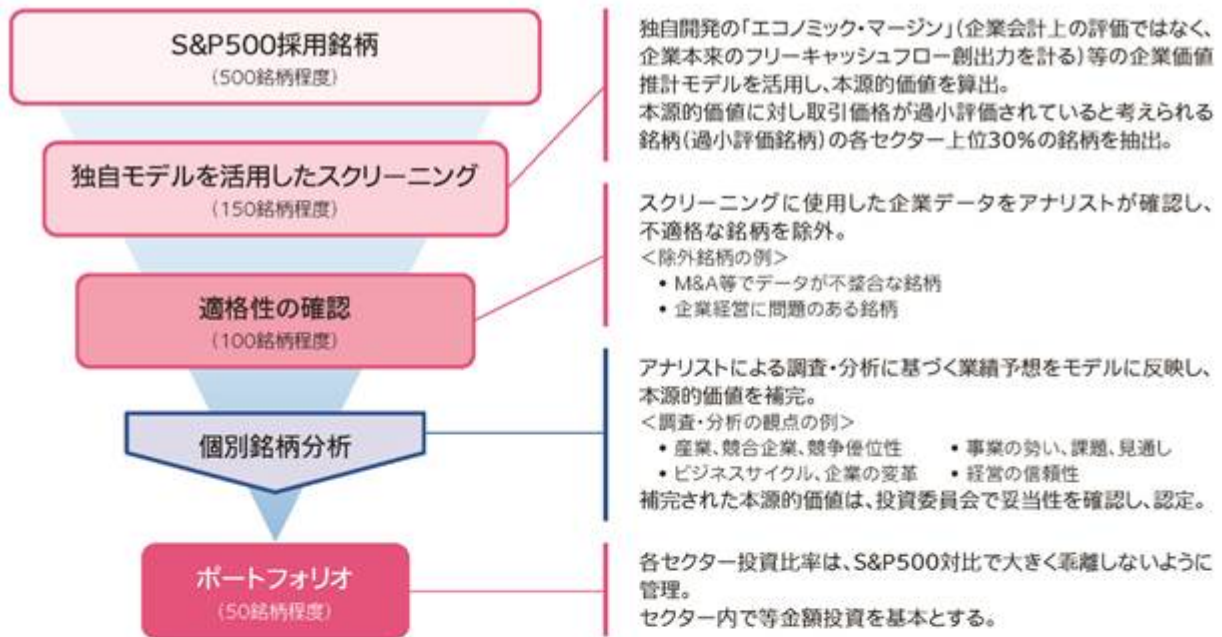 S&P500採用銘柄
(500銘柄程度)
独自開発の「エコノミック・マージン」(企業会計上の評価ではなく、
企業本来のフリーキャッシュフロー創出力を計る)等の企業価値
推計モデルを活用し、本源的価値を算出。
本源的価値に対し取引価格が過小評価されていると考えられる
銘柄(過小評価銘柄)の各セクター上位30%の銘柄を抽出。
独自モデルを活用したスクリーニング
(150銘柄程度)
スクリーニングに使用した企業データをアナリストが確認し、
不適格な銘柄を除外。
<除外銘柄の例>
• M&A等でデータが不整合な銘柄
• 企業経営に問題のある銘柄
適格性の確認
(100銘柄程度)
アナリストによる調査・分析に基づく業績予想をモデルに反映し、
本源的価値を補完。
<調査・分析の観点の例>
• 産業、競合企業、競争優位性 • 事業の勢い、課題、見通し
• ビジネスサイクル、企業の変革 • 経営の信頼性
補完された本源的価値は、投資委員会で妥当性を確認し、認定。
個別銘柄分析
ポートフォリオ
(50銘柄程度)
各セクター投資比率は、S&P500対比で大きく乖離しないように
管理。
セクター内で等金額投資を基本とする。